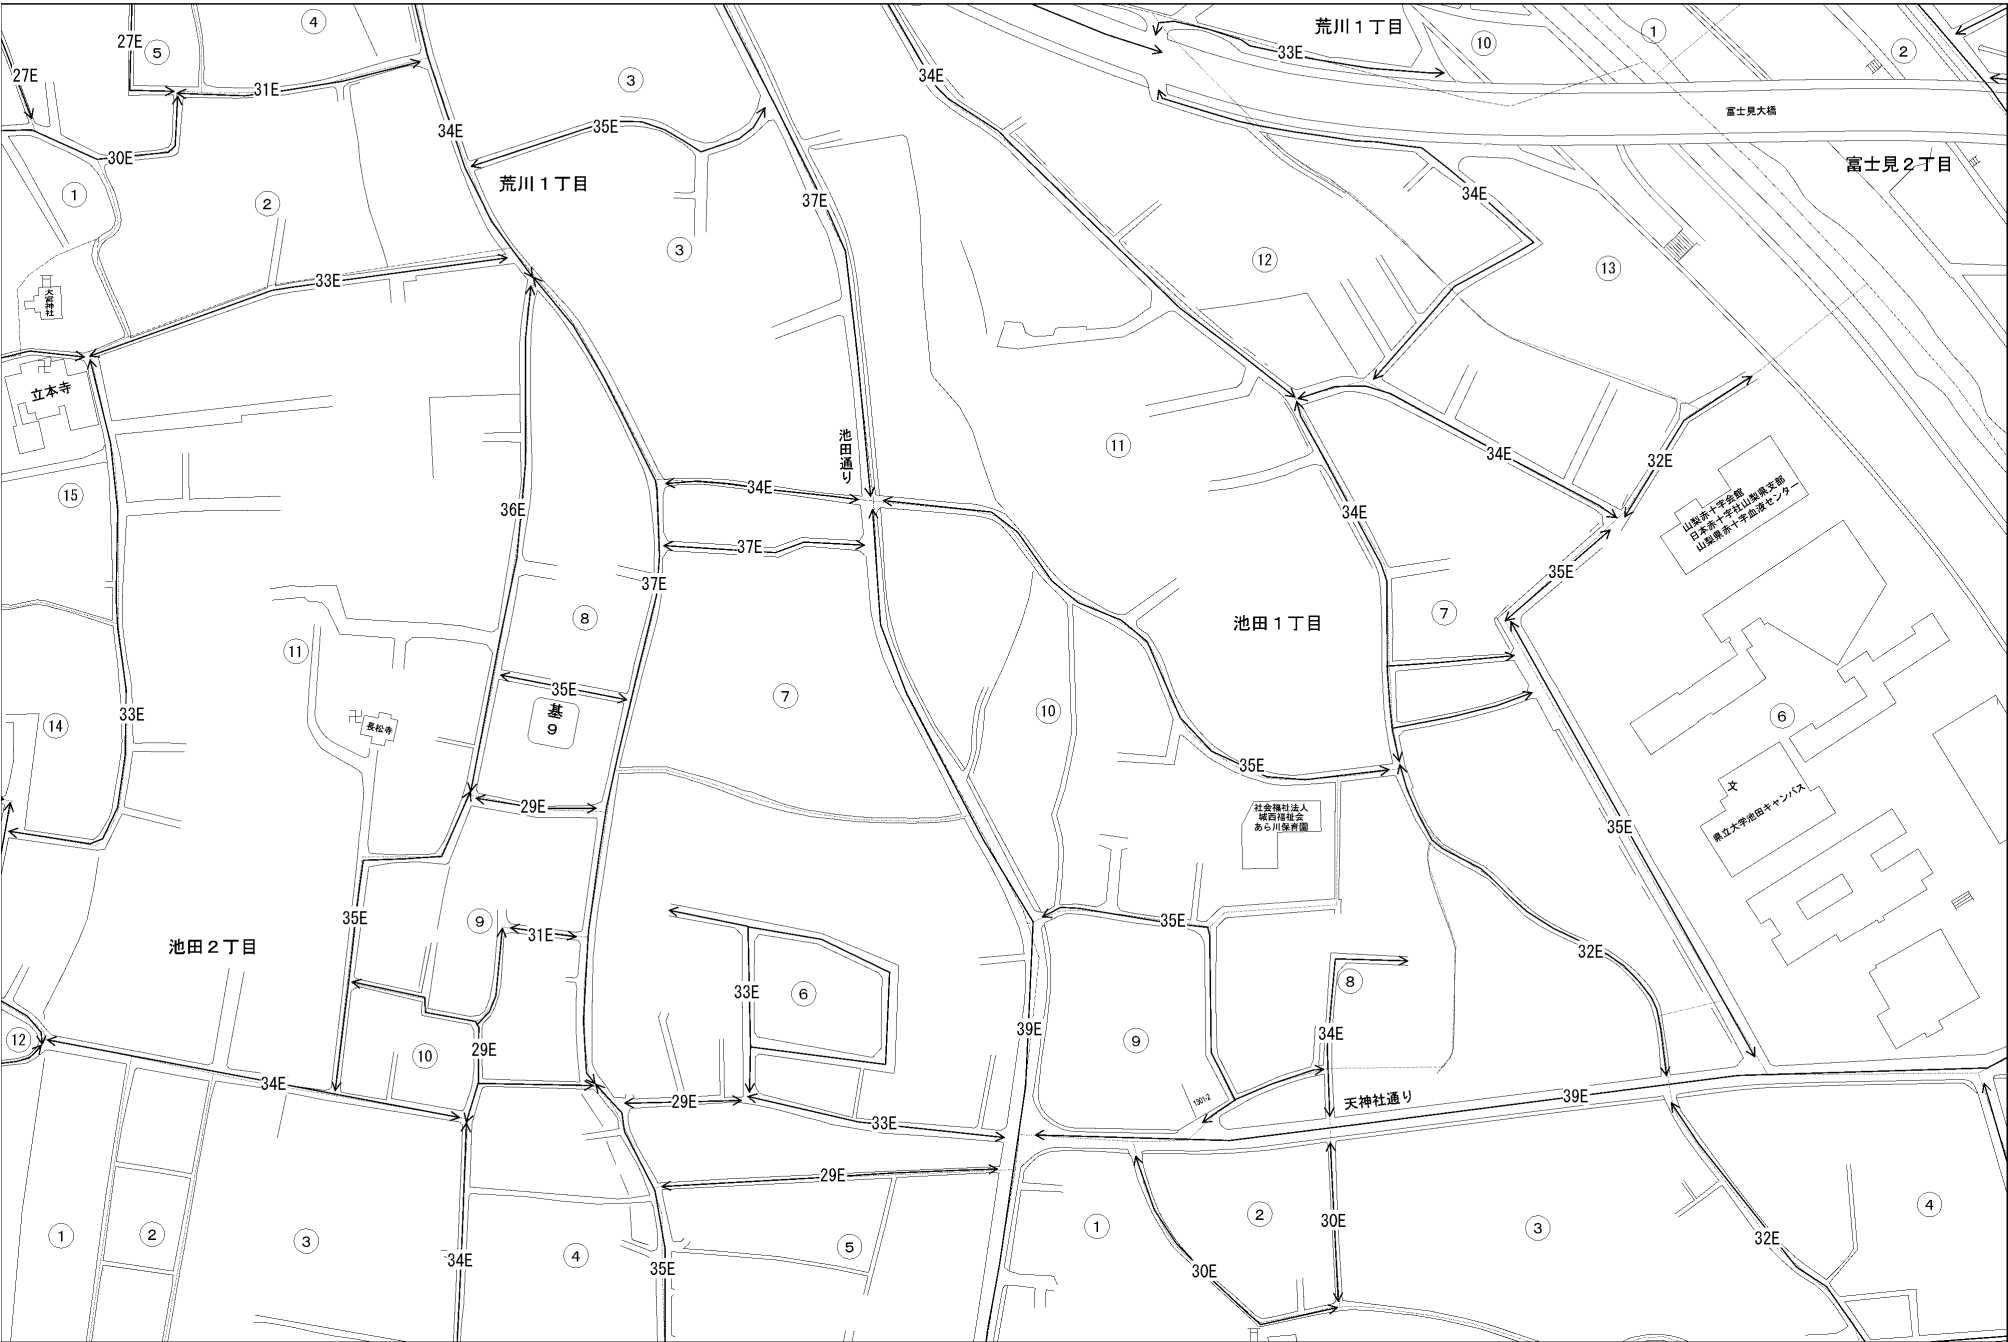 ④
荒川１丁目
⑩
①
②
27E
⑤
33E
27E
31E
③
34E
富士見大橋
34E
35E
30E
富士見２丁目
荒川１丁目
①
②
37E
34E
③
⑫
⑬
33E
大宮神社
立本寺
池田通り
⑪
34E
32E
山梨赤十字会館
日本赤十字社山梨県支部
山梨県赤十字血液センター
⑮
34E
36E
34E
37E
35E
37E
⑧
池田１丁目
⑦
⑪
35E
⑦
基
9
⑩
⑥
33E
⑭
長松寺
35E
文
県立大学池田キャンパス
29E
社会福祉法人
城西福祉会
あら川保育園
35E
35E
⑨
31E
35E
池田２丁目
32E
33E
⑥
⑧
39E
34E
⑫
⑨
29E
⑩
34E
29E
1301-2
天神社通り
39E
33E
29E
①
②
③
④
⑤
①
②
30E
③
④
34E
35E
30E
32E